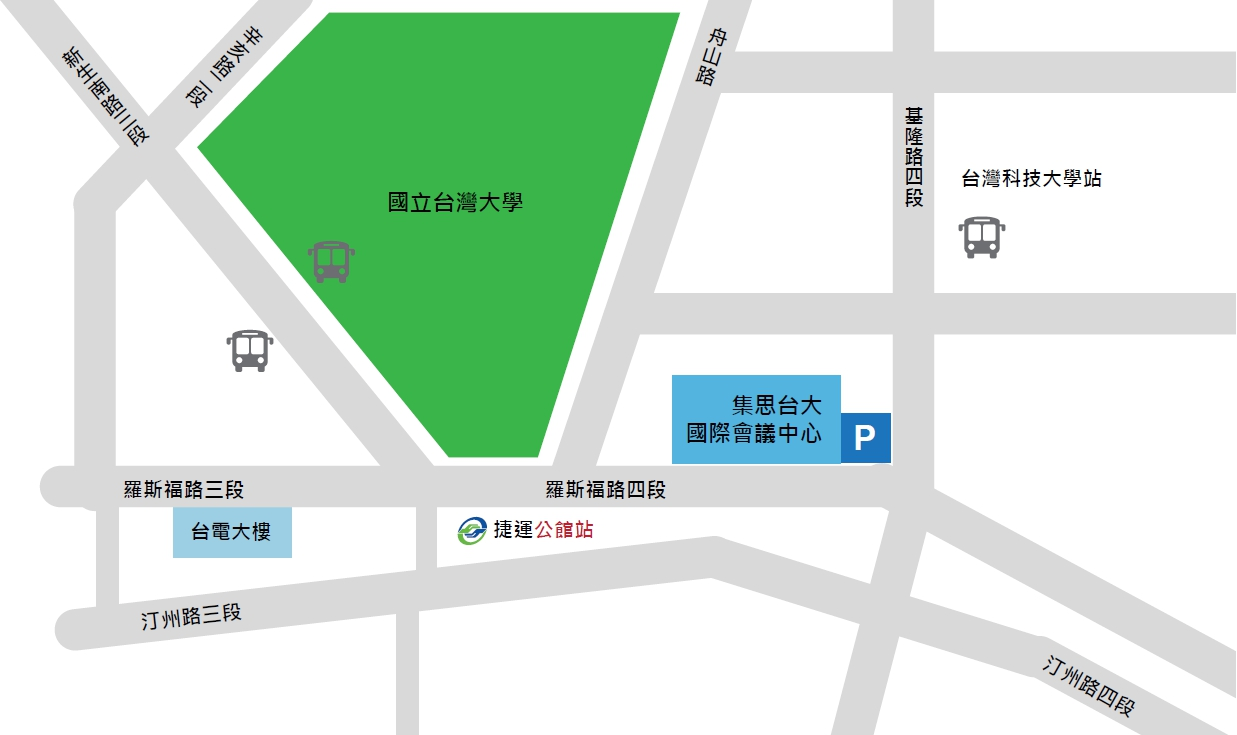 新生南路三段
辛亥路一段
舟山路
基隆路四段
國立台灣大學
台灣科技大學站
集思台大
國際會議中心
P
羅斯福路三段
羅斯福路四段
台電大樓
捷運公館站
汀州路三段
汀州路四段